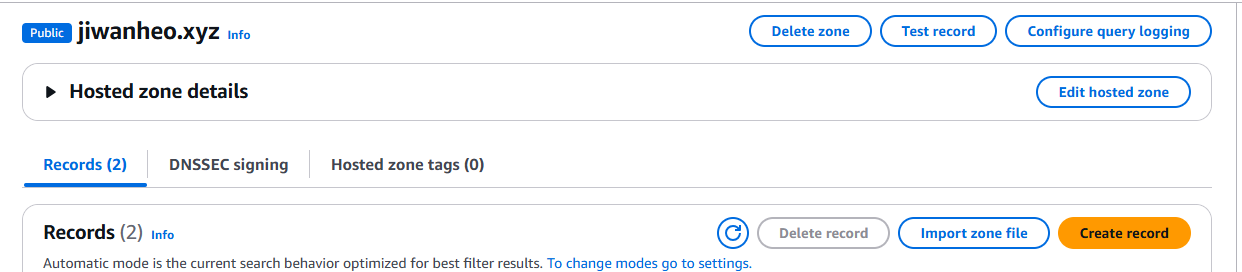 Public jiwanheo.xyz Info Delete zone Test record Configure query logging
Hosted zone details Edit hosted zone
Records (2) DNSSEC signing Hosted zone tags (0)
Records (2) Info Delete record Import zone file Create record
Automatic mode is the current search behavior optimized for best filter results. To change modes go to settings.